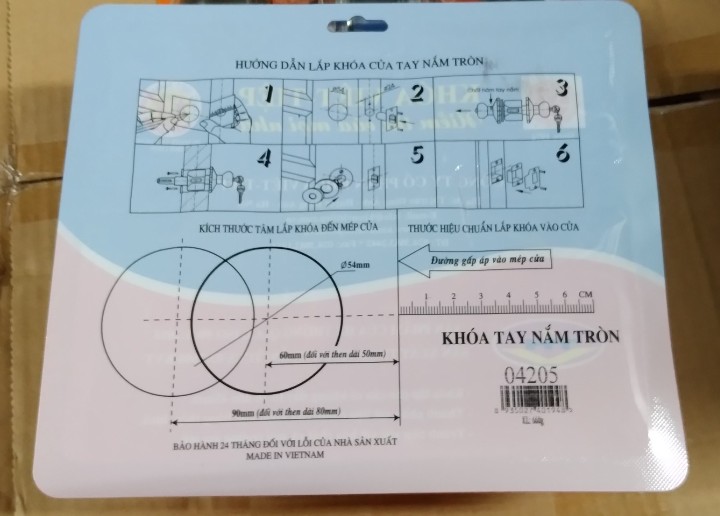 HƯỚNG DẪN LẮP KHÓA CỬA TAY NẮM TRÒN
1
2
3
4
5
6
KÍCH THƯỚC TÂM LẮP KHÓA ĐẾN MÉP CỬA
THƯỚC HIỆU CHUẨN LẮP KHÓA VÀO CỬA
Đường gấp áp vào mép cửa
Ø54mm
1 2 3 4 5 6 CM
KHÓA TAY NẮM TRÒN
60mm (đối với then dài 50mm)
04205
90mm (đối với then dài 80mm)
BẢO HÀNH 24 THÁNG ĐỐI VỚI LỖI CỦA NHÀ SẢN XUẤT
MADE IN VIETNAM